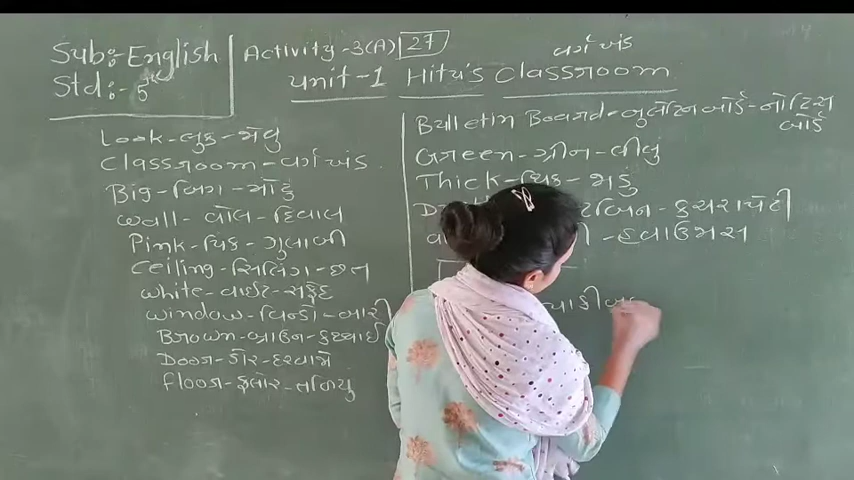 Sub:- English
Std:- 5
Activity-3(A) 27
unit-1 Hitu's Classroom
વર્ગખંડ
Look-લુક-જેવુ
Classroom-વર્ગખંડ
Big-બિગ-મોટું
wall-વોલ-દિવાલ
Pink-પિંક-ગુલાબી
Ceiling-સિલિંગ-છત
white-વાઈટ-સફેદ
window-વિન્ડો-બારી
Brown-બ્રાઉન-કથ્થાઈ
Door-ડોર-દરવાજો
Floor-ફ્લોર-તળિયુ
Bulletin Board-બુલેટિન બોર્ડ-નોટિસ
બોર્ડ
Green-ગ્રીન-લીલુ
Thick-થિક-જાડું
ટબિન-કચરાપેટી
-હવાઉજાસ